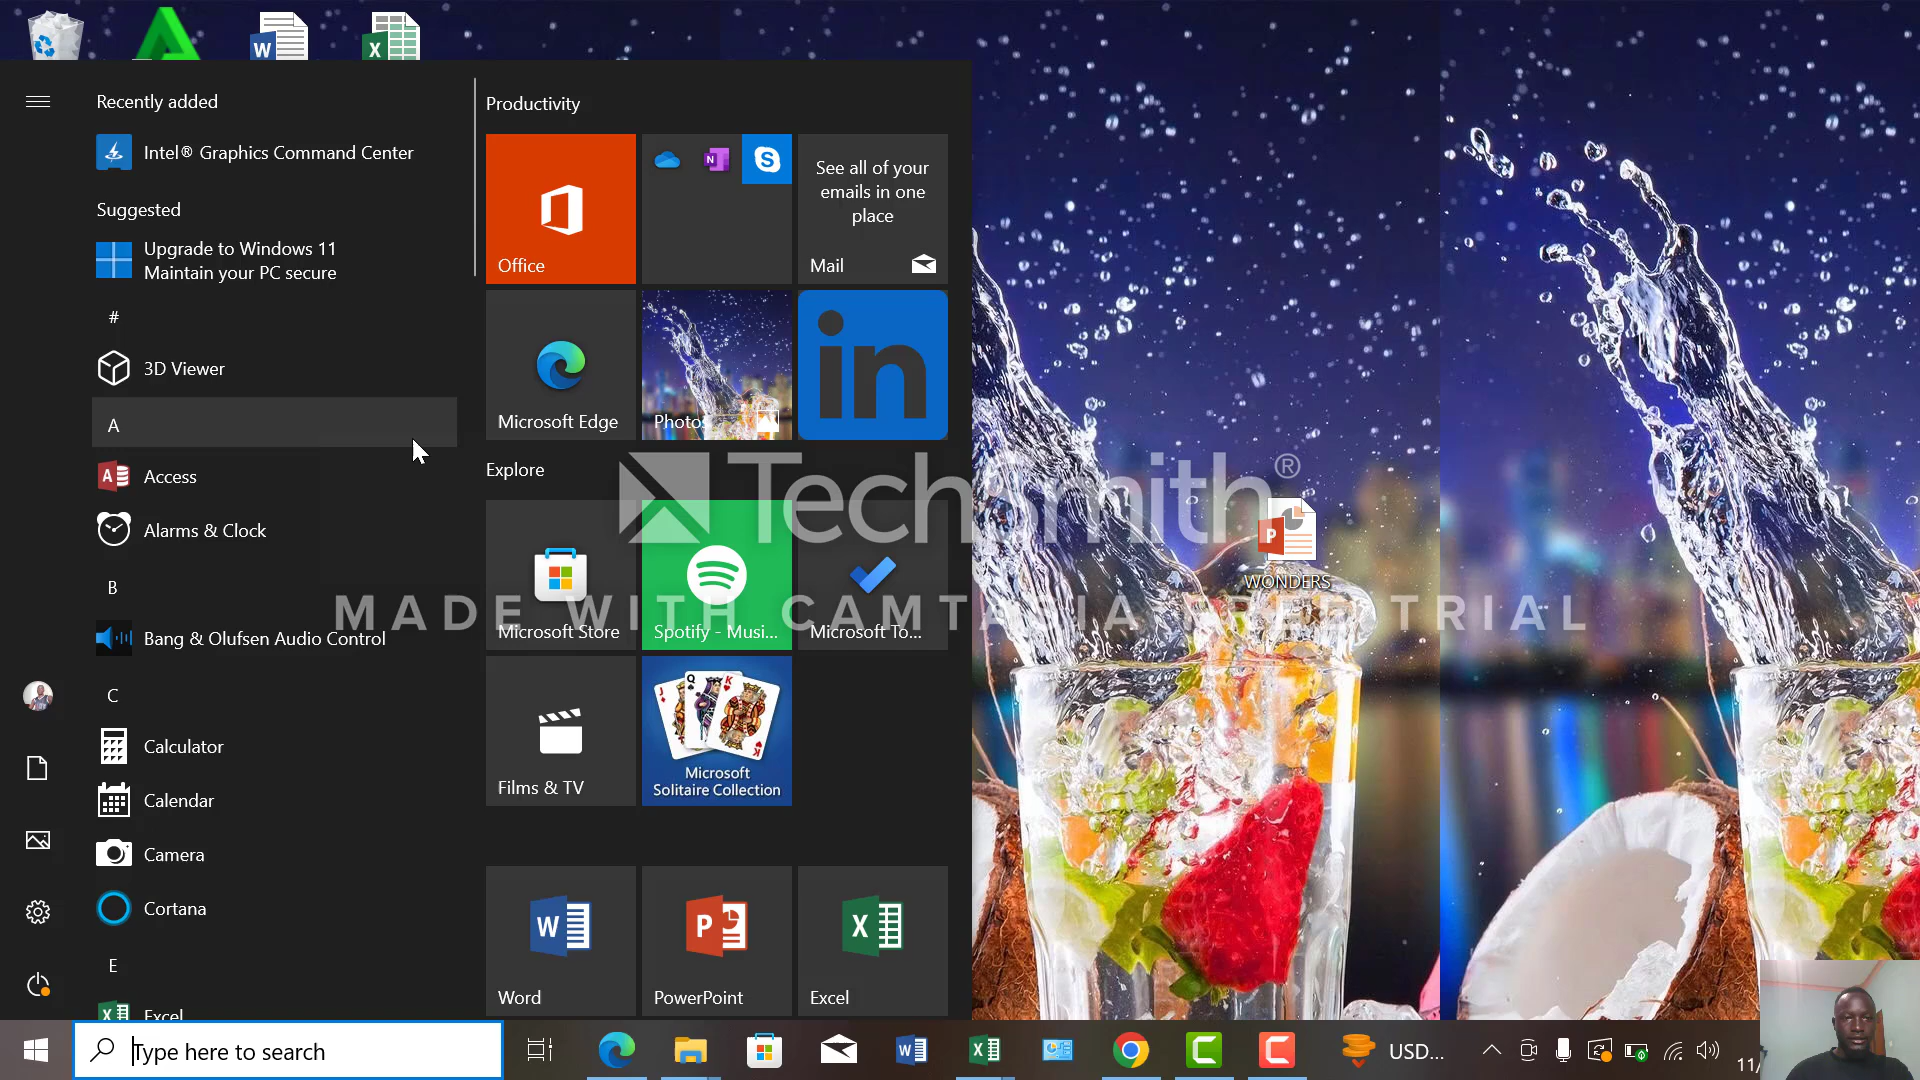 Recently added
Intel® Graphics Command Center
Suggested
Upgrade to Windows 11
Maintain your PC secure
#
3D Viewer
A
Access
Alarms & Clock
B
Bang & Olufsen Audio Control
C
Calculator
Calendar
Camera
Cortana
E
Excel
Productivity
Office
See all of your
emails in one
place
Mail
Microsoft Edge
Photos
in
Explore
Microsoft Store
Spotify - Musi...
Microsoft To...
Films & TV
Microsoft
Solitaire Collection
Word
PowerPoint
Excel
TechSmith®
MADE WITH CAMTASIA FREE TRIAL
WONDERS
Type here to search
USD...
11/